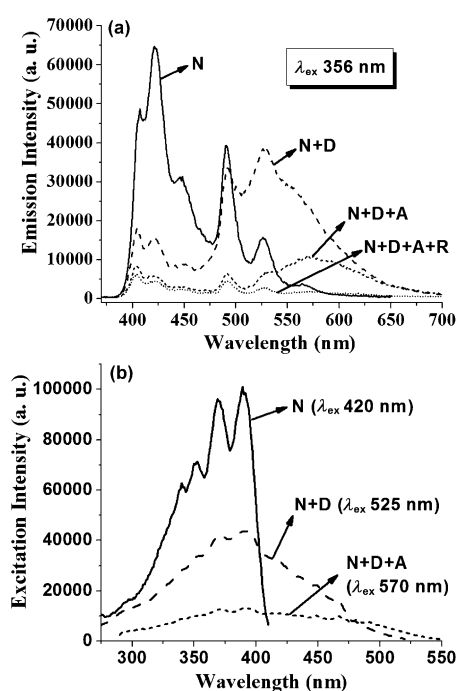 (a)
λex 356 nm
N
N+D
N+D+A
N+D+A+R
Emission Intensity (a. u.)
70000
60000
50000
40000
30000
20000
10000
0
400 450 500 550 600 650 700
Wavelength (nm)
(b)
N (λex 420 nm)
N+D (λex 525 nm)
N+D+A
(λex 570 nm)
Excitation Intensity (a. u.)
100000
80000
60000
40000
20000
0
300 350 400 450 500 550
Wavelength (nm)